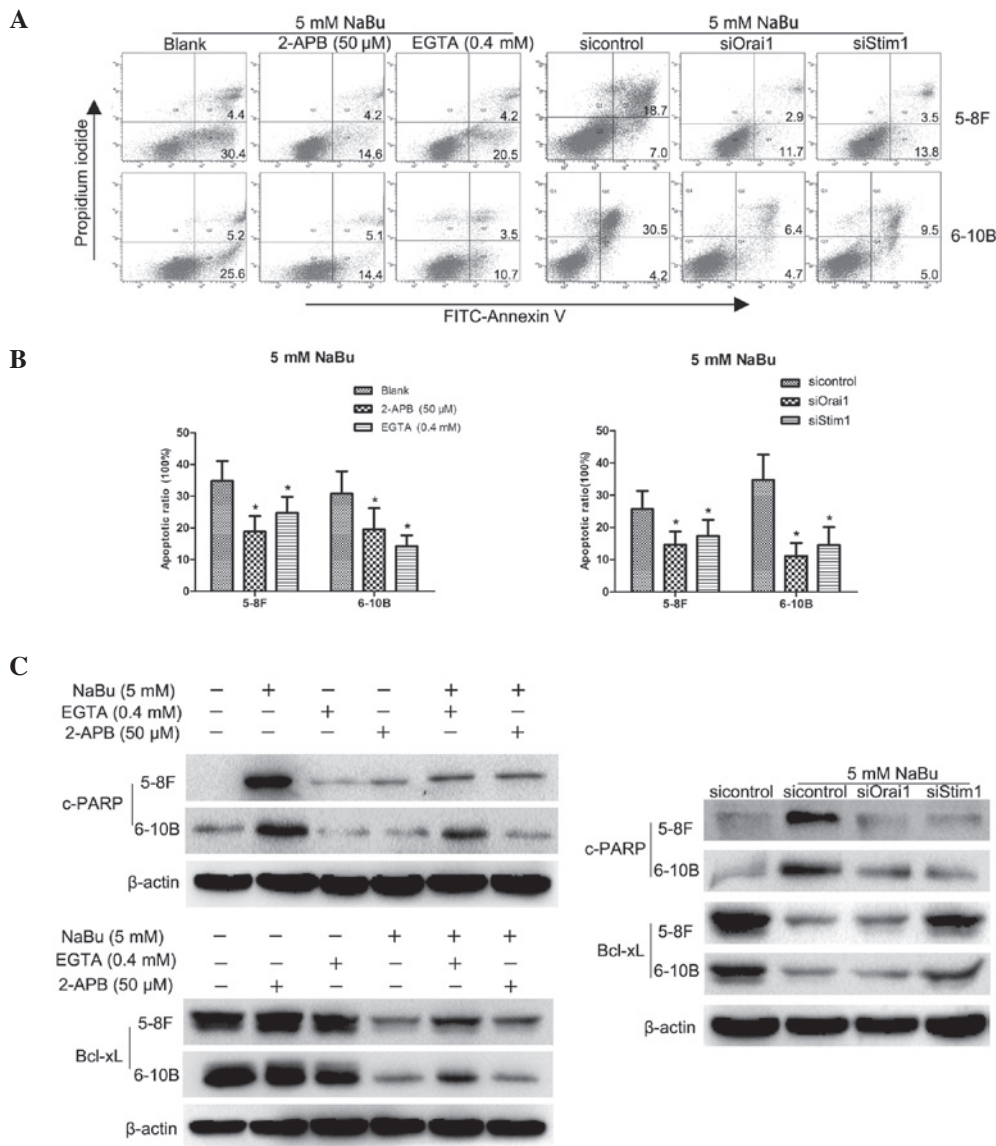 A
5 mM NaBu
5 mM NaBu
Blank 2-APB (50 µM) EGTA (0.4 mM) sicontrol siOrai1 siStim1
4.4 4.2 4.2 18.7 2.9 3.5
30.4 14.6 20.5 7.0 11.7 13.8
5-8F
5.2 5.1 3.5 30.5 6.4 9.5
25.6 14.4 10.7 4.2 4.7 5.0
6-10B
Propidium iodide
FITC-Annexin V
B
5 mM NaBu
Blank
2-APB (50 µM)
EGTA (0.4 mM)
Apoptotic ratio (100%)
50
40
30
20
10
0
* * * *
5-8F 6-10B
5 mM NaBu
sicontrol
siOrai1
siStim1
Apoptotic ratio(100%)
50
40
30
20
10
0
* * * *
5-8F 6-10B
C
NaBu (5 mM) − + − − + +
EGTA (0.4 mM) − − + − + −
2-APB (50 µM) − − − + − +
c-PARP
5-8F
6-10B
β-actin
NaBu (5 mM) − − − + + +
EGTA (0.4 mM) − − + − + −
2-APB (50 µM) − + − − − +
Bcl-xL
5-8F
6-10B
β-actin
5 mM NaBu
sicontrol sicontrol siOrai1 siStim1
c-PARP
5-8F
6-10B
Bcl-xL
5-8F
6-10B
β-actin